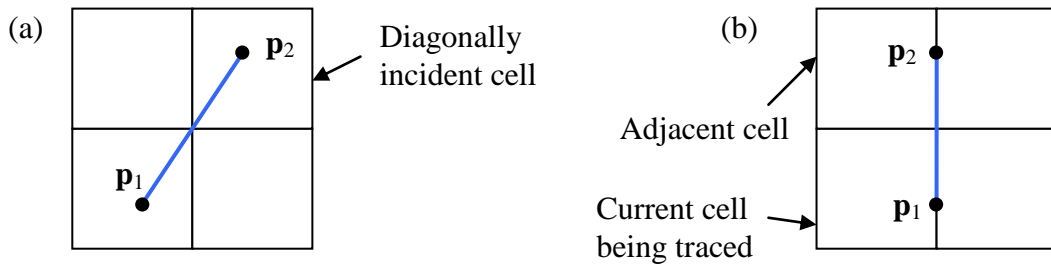 (a)
p2
Diagonally
incident cell
p1
(b)
p2
Adjacent cell
Current cell
being traced
p1